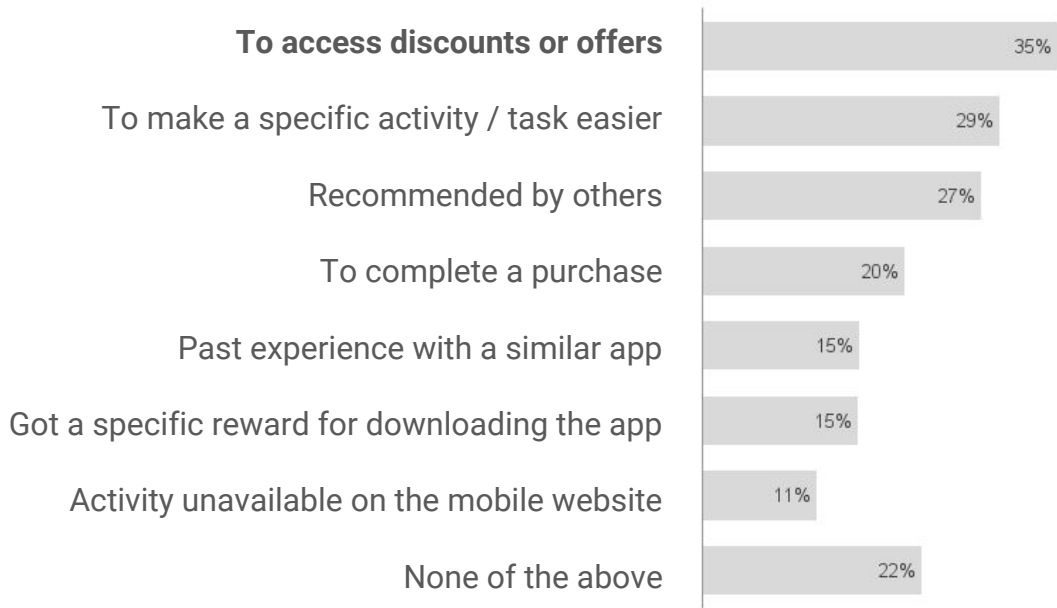 To access discounts or offers 35%
To make a specific activity / task easier 29%
Recommended by others 27%
To complete a purchase 20%
Past experience with a similar app 15%
Got a specific reward for downloading the app 15%
Activity unavailable on the mobile website 11%
None of the above 22%